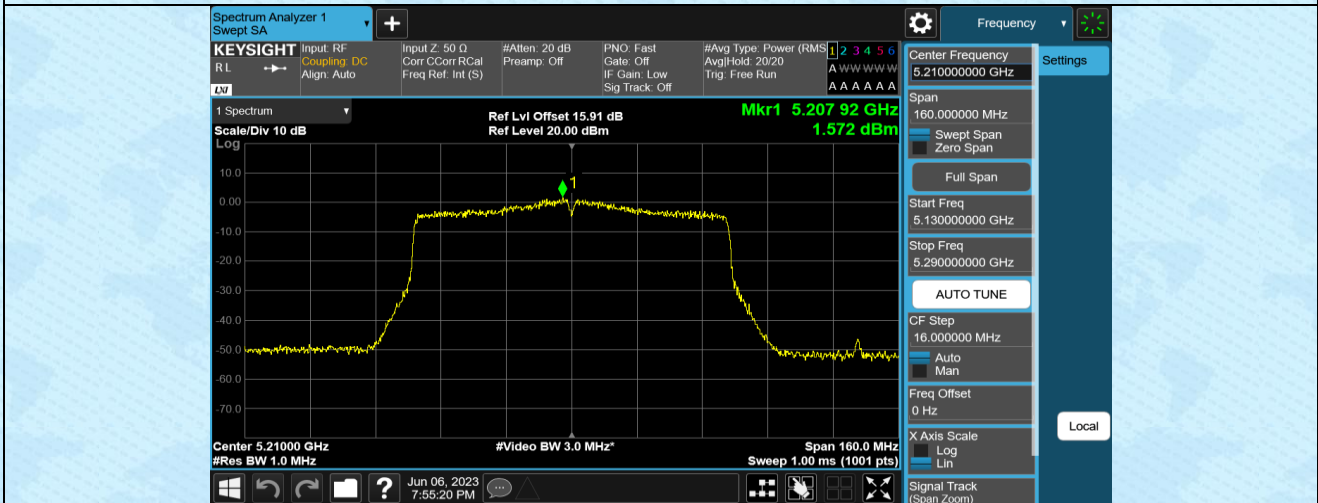 Spectrum Analyzer 1
Swept SA
+
Frequency
KEYSIGHT
RL
LXI
Input: RF
Coupling: DC
Align: Auto
Input Z: 50 Ω
Corr CCorr RCal
Freq Ref: Int (S)
#Atten: 20 dB
Preamp: Off
PNO: Fast
Gate: Off
IF Gain: Low
Sig Track: Off
#Avg Type: Power (RMS
Avg|Hold: 20/20
Trig: Free Run
1 2 3 4 5 6
A W W W W W
A A A A A A
1 Spectrum
Scale/Div 10 dB
Log
Ref Lvl Offset 15.91 dB
Ref Level 20.00 dBm
Mkr1 5.207 92 GHz
1.572 dBm
1
10.0
0.00
-10.0
-20.0
-30.0
-40.0
-50.0
-60.0
-70.0
Center 5.21000 GHz
#Res BW 1.0 MHz
#Video BW 3.0 MHz*
Span 160.0 MHz
Sweep 1.00 ms (1001 pts)
?
Jun 06, 2023
7:55:20 PM
Center Frequency
5.210000000 GHz
Span
160.000000 MHz
Swept Span
Zero Span
Full Span
Start Freq
5.130000000 GHz
Stop Freq
5.290000000 GHz
AUTO TUNE
CF Step
16.000000 MHz
Auto
Man
Freq Offset
0 Hz
X Axis Scale
Log
Lin
Signal Track
(Span Zoom)
Settings
Local